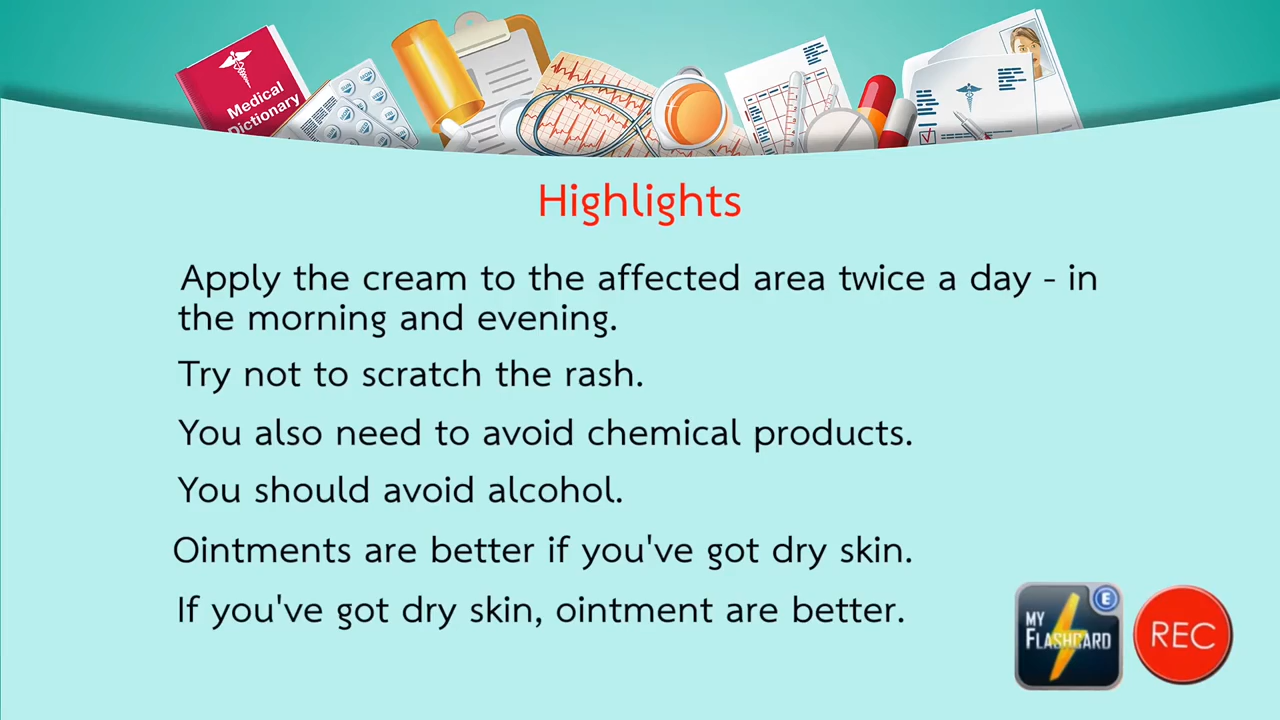 Medical
Dictionary
Highlights
Apply the cream to the affected area twice a day - in
the morning and evening.
Try not to scratch the rash.
You also need to avoid chemical products.
You should avoid alcohol.
Ointments are better if you've got dry skin.
If you've got dry skin, ointment are better.
E
MY
FLASHCARD
REC